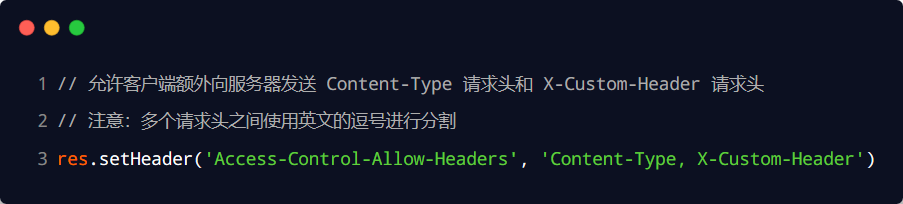 1 // 允许客户端额外向服务器发送 Content-Type 请求头和 X-Custom-Header 请求头
2 // 注意：多个请求头之间使用英文的逗号进行分割
3 res.setHeader('Access-Control-Allow-Headers', 'Content-Type, X-Custom-Header')